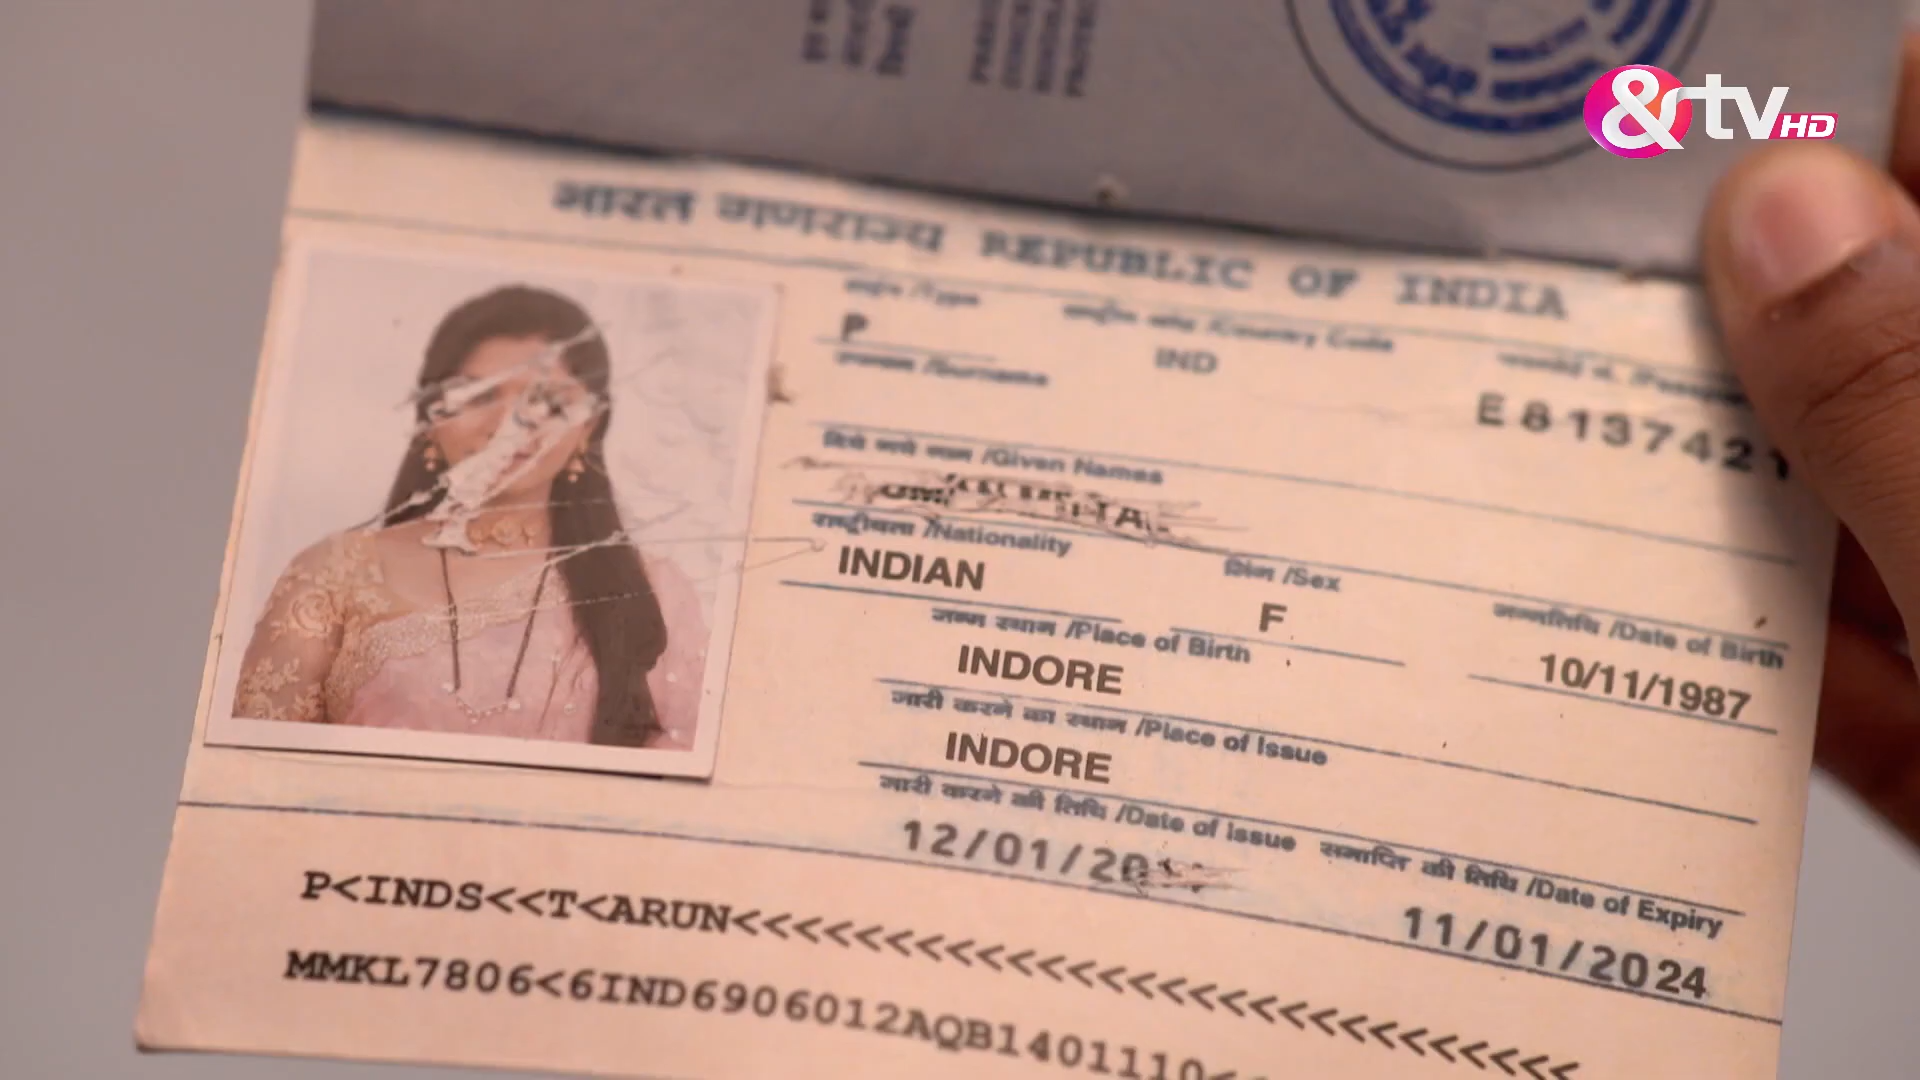 &tv HD
भारत गणराज्य REPUBLIC OF INDIA
/Type /Country Code
P IND
/Surname
E8137421
/Given Names
राष्ट्रीयता /Nationality लिंग /Sex जन्मतिथि /Date of Birth
INDIAN F 10/11/1987
जन्म स्थान /Place of Birth
INDORE
जारी करने का स्थान /Place of Issue
INDORE
जारी करने की तिथि /Date of Issue समाप्ति की तिथि /Date of Expiry
12/01/20 11/01/2024
P<INDS<<T<ARUN<<<<<<<<<<<<<<<<<<<<<<<<<<<<<
MMKL7806<6IND6906012AQB1401110<